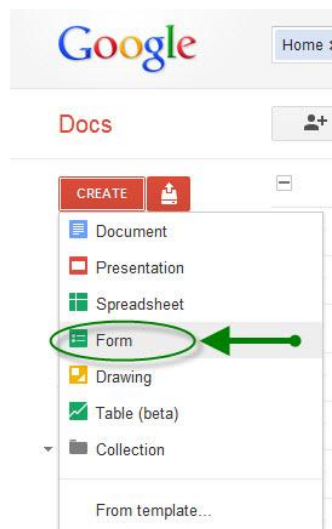 Google
Home
Docs
CREATE
Document
Presentation
Spreadsheet
Form
Drawing
Table (beta)
Collection
From template...